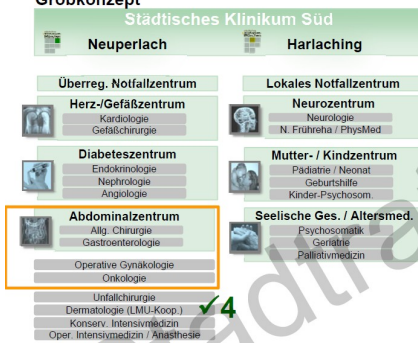 Grobkonzept
Städtisches Klinikum Süd
Neuperlach
Harlaching
Überreg. Notfallzentrum
Herz-/Gefäßzentrum
Kardiologie
Gefäßchirurgie
Diabeteszentrum
Endokrinologie
Nephrologie
Angiologie
Abdominalzentrum
Allg. Chirurgie
Gastroenterologie
Operative Gynäkologie
Onkologie
Unfallchirurgie
Dermatologie (LMU-Koop.)
Konserv. Intensivmedizin
Oper. Intensivmedizin / Anästhesie
✓4
Lokales Notfallzentrum
Neurozentrum
Neurologie
N. Frühreha / PhysMed
Mutter- / Kindzentrum
Pädiatrie / Neonat
Geburtshilfe
Kinder-Psychosom.
Seelische Ges. / Altersmed.
Psychosomatik
Geriatrie
Palliativmedizin